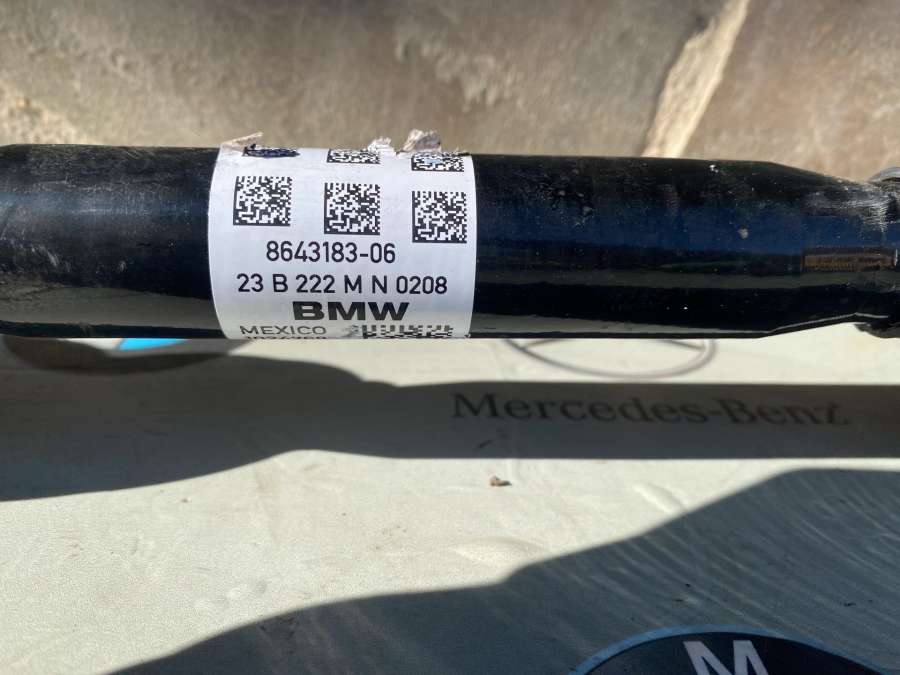 8643183-06
23 B 222 M N 0208
BMW
MEXICO
Mercedes-Benz
M